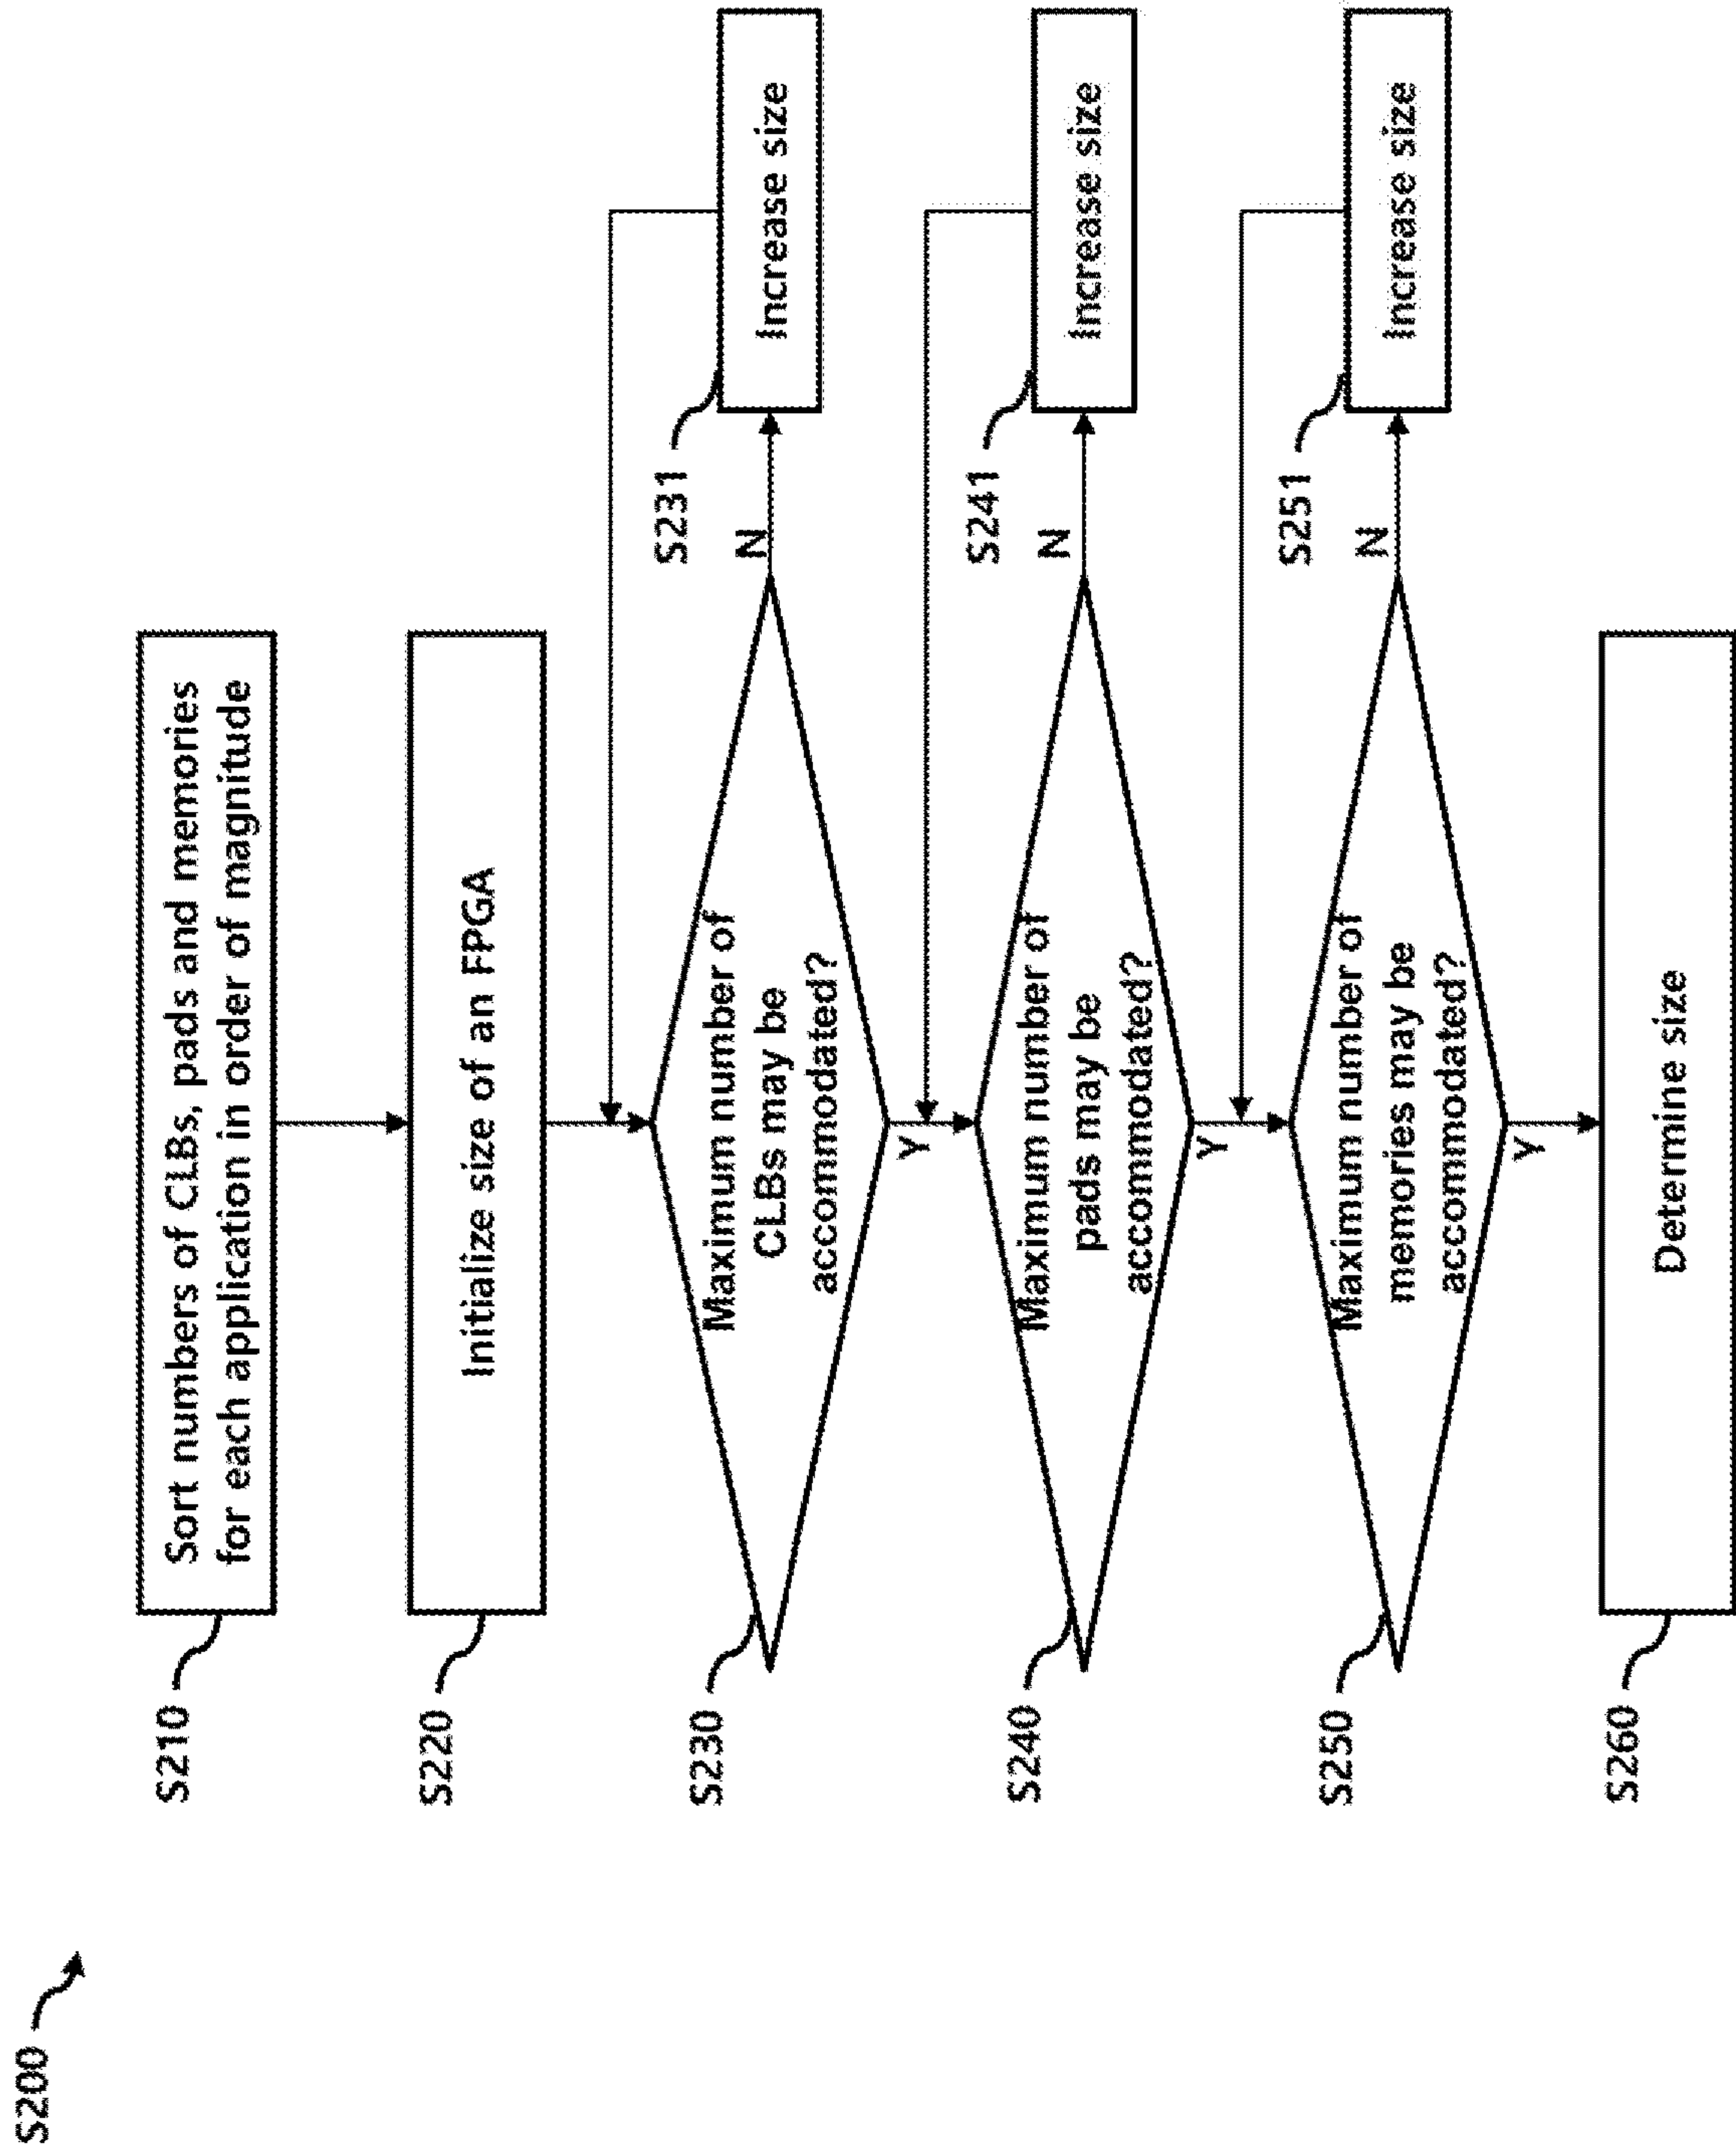 S200
S210
Sort numbers of CLBs, pads and memories
for each application in order of magnitude
S220
Initialize size of an FPGA
S230
Maximum number of
CLBs may be
accommodated?
N
S231
Increase size
Y
S240
Maximum number of
pads may be
accommodated?
N
S241
Increase size
Y
S250
Maximum number of
memories may be
accommodated?
N
S251
Increase size
Y
S260
Determine size